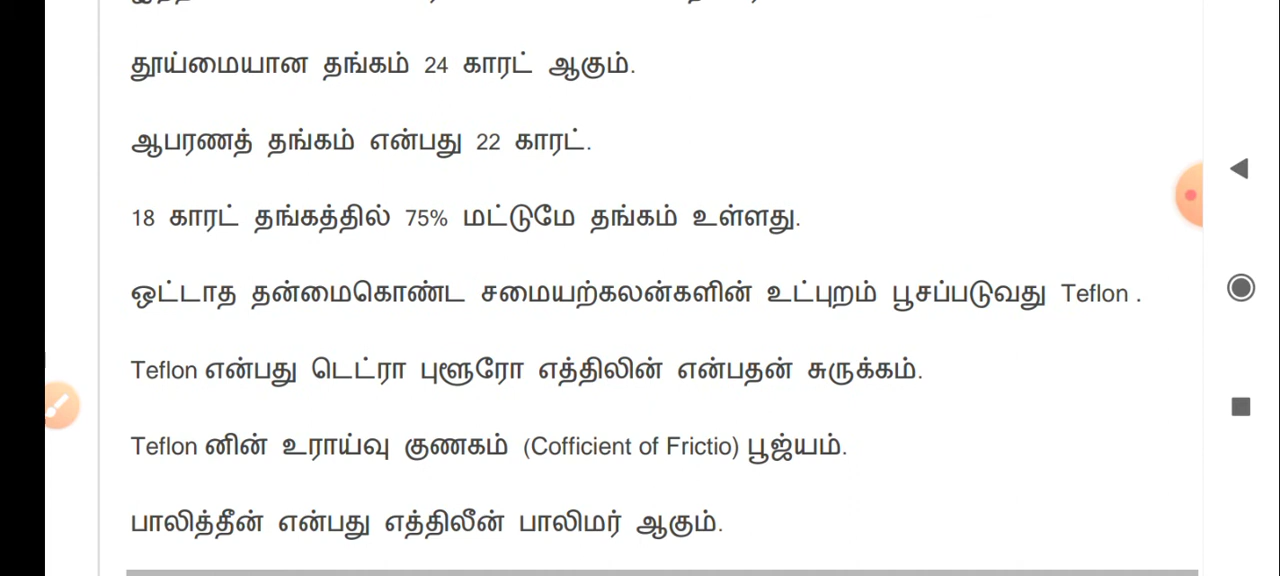 தூய்மையான தங்கம் 24 காரட் ஆகும்.
ஆபரணத் தங்கம் என்பது 22 காரட்.
18 காரட் தங்கத்தில் 75% மட்டுமே தங்கம் உள்ளது.
ஒட்டாத தன்மைகொண்ட சமையற்கலன்களின் உட்புறம் பூசப்படுவது Teflon .
Teflon என்பது டெட்ரா புளூரோ எத்திலின் என்பதன் சுருக்கம்.
Teflon னின் உராய்வு குணகம் (Cofficient of Frictio) பூஜ்யம்.
பாலித்தீன் என்பது எத்திலீன் பாலிமர் ஆகும்.